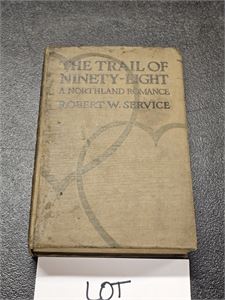 THE TRAIL OF
NINETY-EIGHT
A NORTHLAND ROMANCE
ROBERT W. SERVICE
LOT